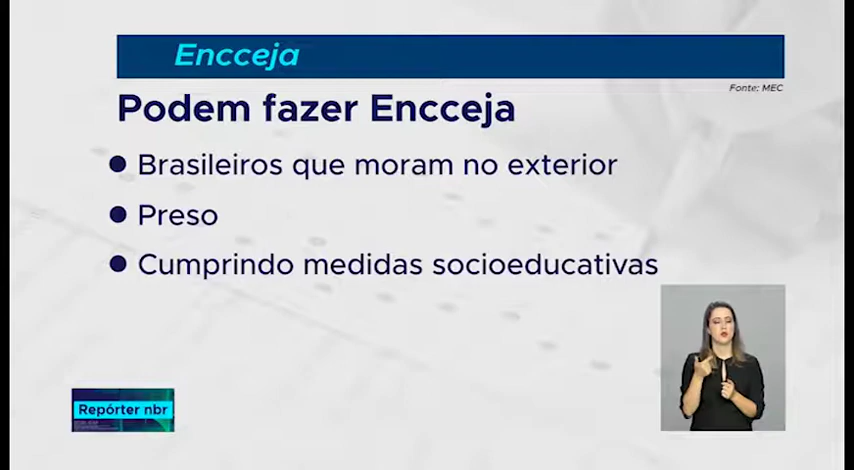 Encceja
Fonte: MEC
Podem fazer Encceja
Brasileiros que moram no exterior
Preso
Cumprindo medidas socioeducativas
Repórter nbr